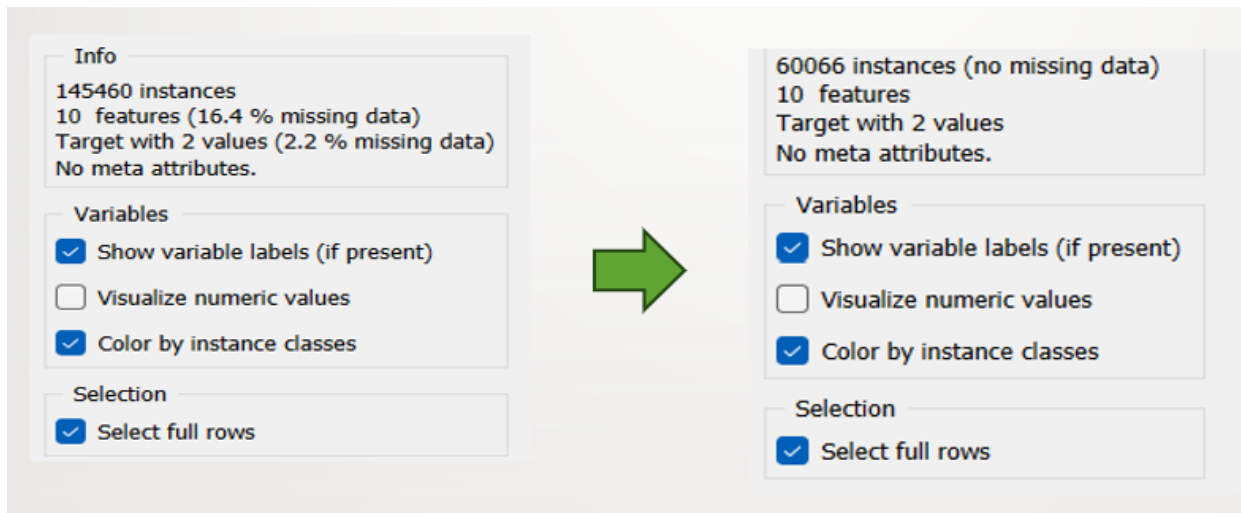 Info
145460 instances
10 features (16.4 % missing data)
Target with 2 values (2.2 % missing data)
No meta attributes.
Variables
Show variable labels (if present)
Visualize numeric values
Color by instance classes
Selection
Select full rows
60066 instances (no missing data)
10 features
Target with 2 values
No meta attributes.
Variables
Show variable labels (if present)
Visualize numeric values
Color by instance classes
Selection
Select full rows